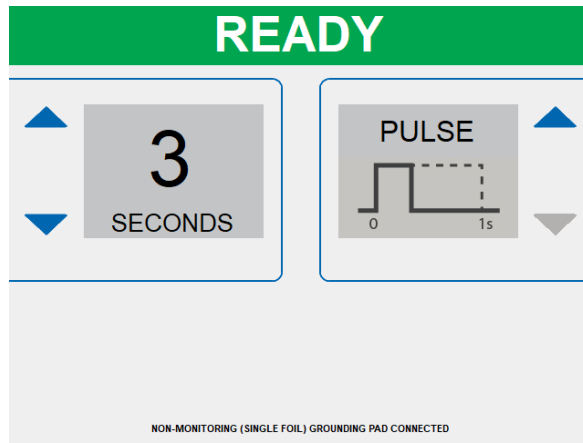 READY
3
SECONDS
PULSE
0 1s
NON-MONITORING (SINGLE FOIL) GROUNDING PAD CONNECTED